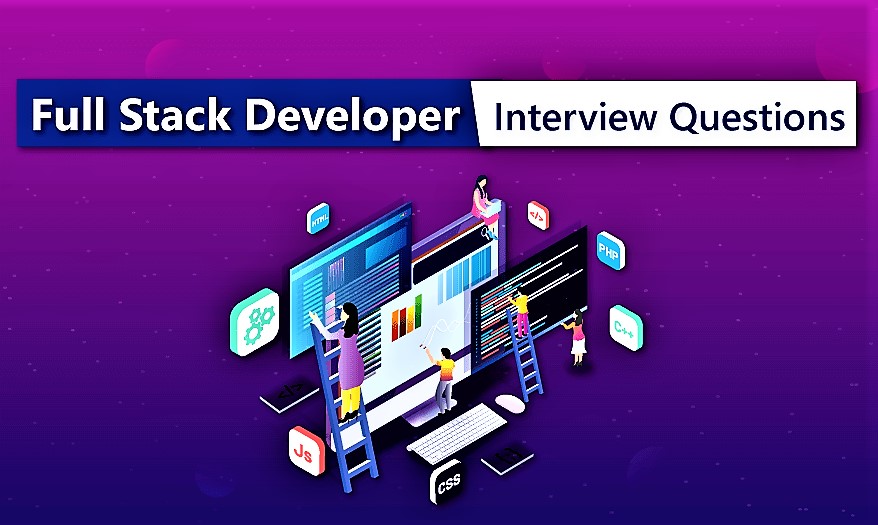 Full Stack Developer Interview Questions
HTML
</>
PHP
C++
</>
Js
CSS
</>